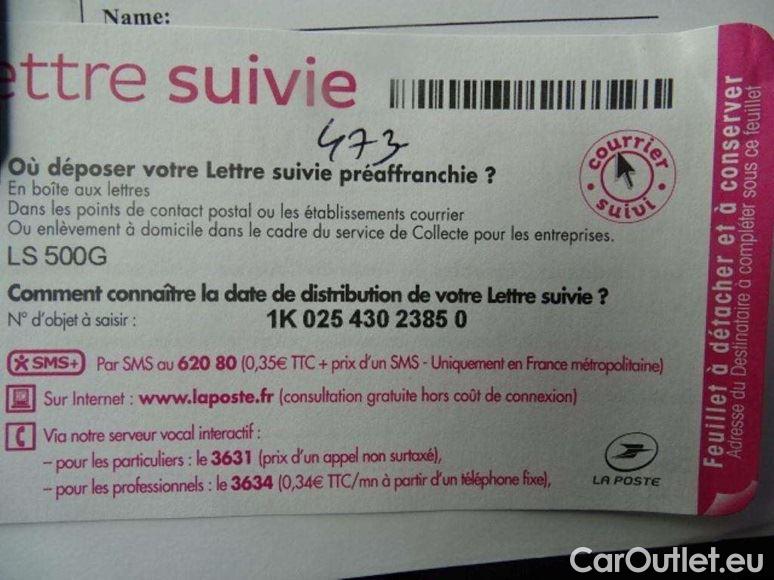 Name:
ettre suivie
473
Où déposer votre Lettre suivie préaffranchie ?
En boîte aux lettres
Dans les points de contact postal ou les établissements courrier
Ou enlèvement à domicile dans le cadre du service de Collecte pour les entreprises.
LS 500G
courrier suivi
Comment connaître la date de distribution de votre Lettre suivie ?
N° d'objet à saisir : 1K 025 430 2385 0
SMS+ Par SMS au 620 80 (0,35€ TTC + prix d'un SMS - Uniquement en France métropolitaine)
Sur Internet : www.laposte.fr (consultation gratuite hors coût de connexion)
Via notre serveur vocal interactif :
– pour les particuliers : le 3631 (prix d'un appel non surtaxé),
– pour les professionnels : le 3634 (0,34€ TTC/mn à partir d'un téléphone fixe),
LA POSTE
Feuillet à détacher et à conserver
Adresse du Destinataire à compléter sous ce feuillet
CarOutlet.eu